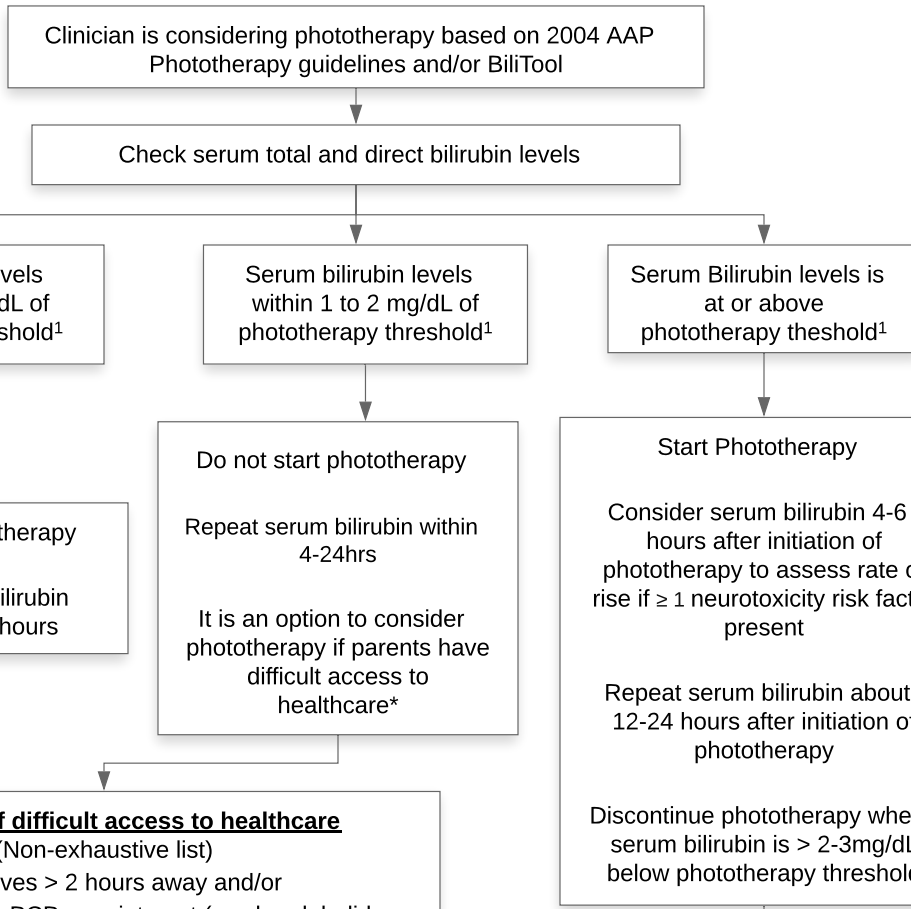 Clinician is considering phototherapy based on 2004 AAP
Phototherapy guidelines and/or BiliTool
Check serum total and direct bilirubin levels
vels
dL of
shold¹
Serum bilirubin levels
within 1 to 2 mg/dL of
phototherapy threshold¹
Serum Bilirubin levels is
at or above
phototherapy theshold¹
therapy
ilirubin
hours
Do not start phototherapy
Repeat serum bilirubin within
4-24hrs
It is an option to consider
phototherapy if parents have
difficult access to
healthcare*
Start Phototherapy
Consider serum bilirubin 4-6
hours after initiation of
phototherapy to assess rate o
rise if ≥ 1 neurotoxicity risk fact
present
Repeat serum bilirubin about
12-24 hours after initiation of
phototherapy
Discontinue phototherapy whe
serum bilirubin is > 2-3mg/dL
below phototherapy threshold
f difficult access to healthcare
(Non-exhaustive list)
ves > 2 hours away and/or